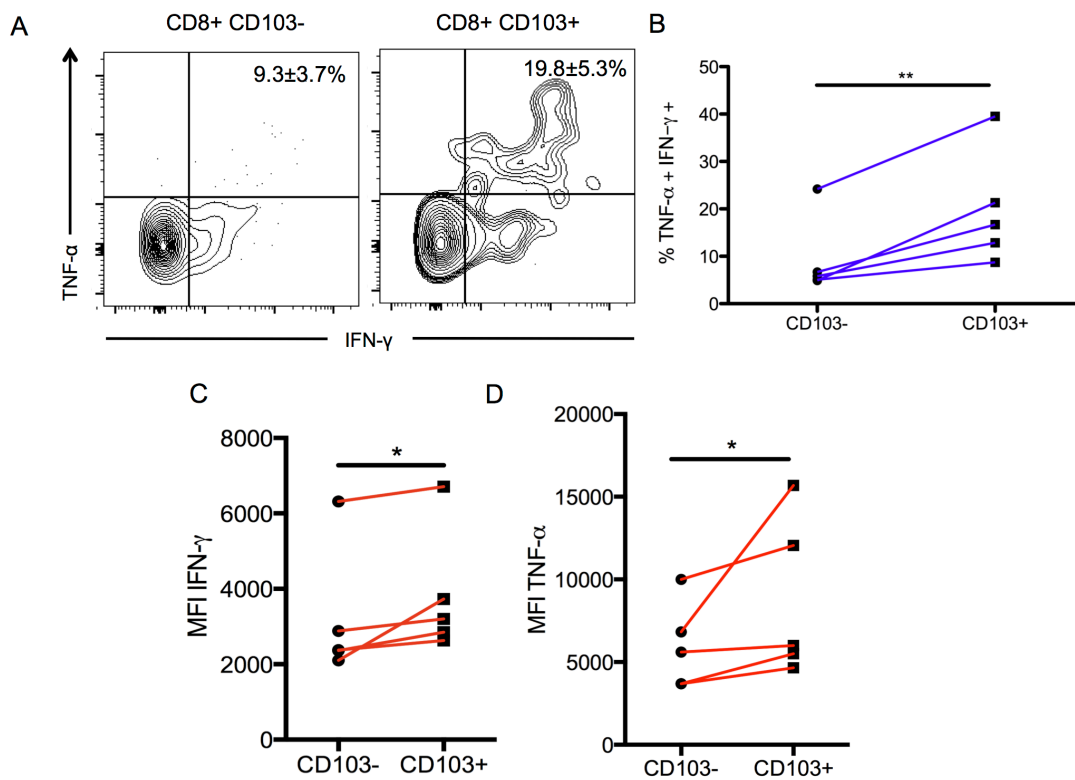 A
CD8+ CD103-
CD8+ CD103+
9.3±3.7%
19.8±5.3%
TNF-α
IFN-γ
B
**
% TNF-α + IFN-γ +
50
40
30
20
10
0
CD103-
CD103+
C
*
MFI IFN-γ
8000
6000
4000
2000
0
CD103-
CD103+
D
*
MFI TNF-α
20000
15000
10000
5000
0
CD103-
CD103+